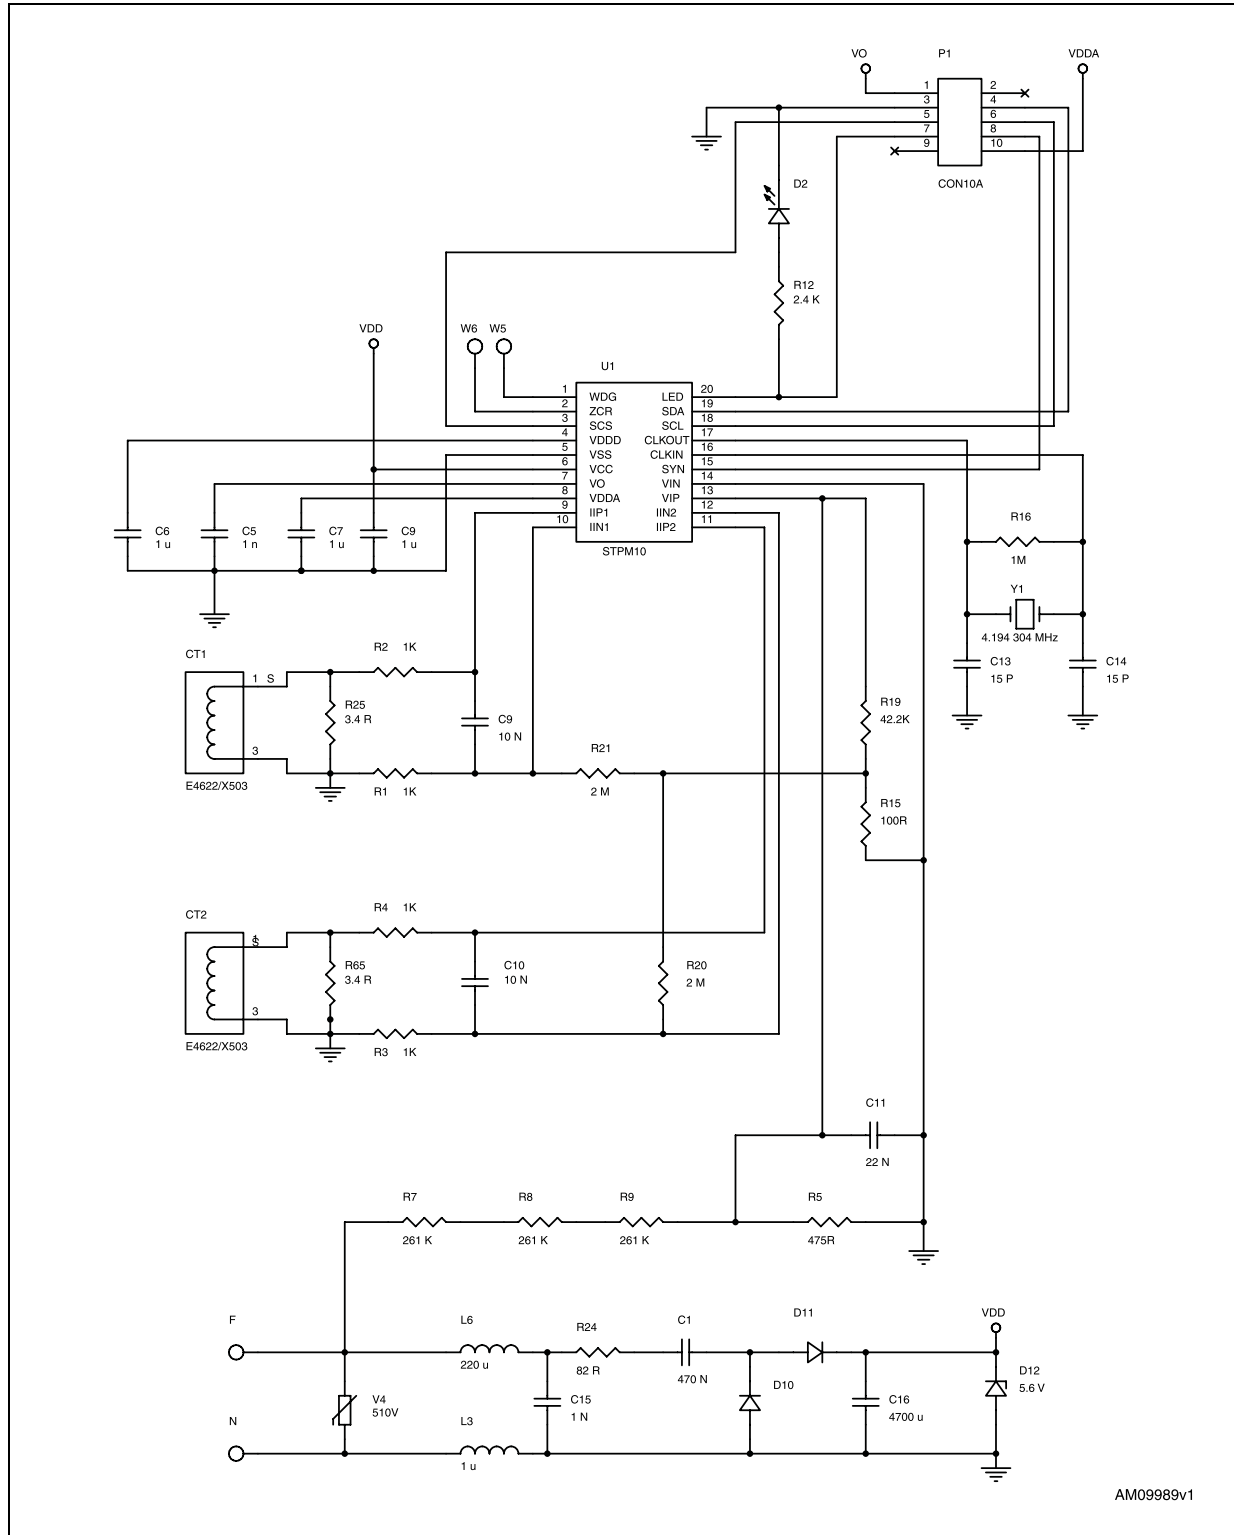 VO
P1
VDDA
1
2
3
4
5
6
7
8
9
10
CON10A
D2
R12
2.4 K
VDD
W6
W5
U1
1
WDG
LED
20
2
ZCR
SDA
19
3
SCS
SCL
18
4
VDDD
CLKOUT
17
5
VSS
CLKIN
16
6
VCC
SYN
15
7
VO
VIN
14
8
VDDA
VIP
13
9
IIP1
IIN2
12
10
IIN1
IIP2
11
STPM10
C6
1 u
C5
1 n
C7
1 u
C9
1 u
R16
1M
Y1
4.194 304 MHz
C13
15 P
C14
15 P
CT1
1 S
3
E4622/X503
R2 1K
R25
3.4 R
R1 1K
C9
10 N
R21
2 M
R19
42.2K
R15
100R
CT2
1
S
3
E4622/X503
R4 1K
R65
3.4 R
R3 1K
C10
10 N
R20
2 M
C11
22 N
R7
261 K
R8
261 K
R9
261 K
R5
475R
F
N
V4
510V
L6
220 u
L3
1 u
R24
82 R
C15
1 N
C1
470 N
D10
D11
C16
4700 u
VDD
D12
5.6 V
AM09989v1